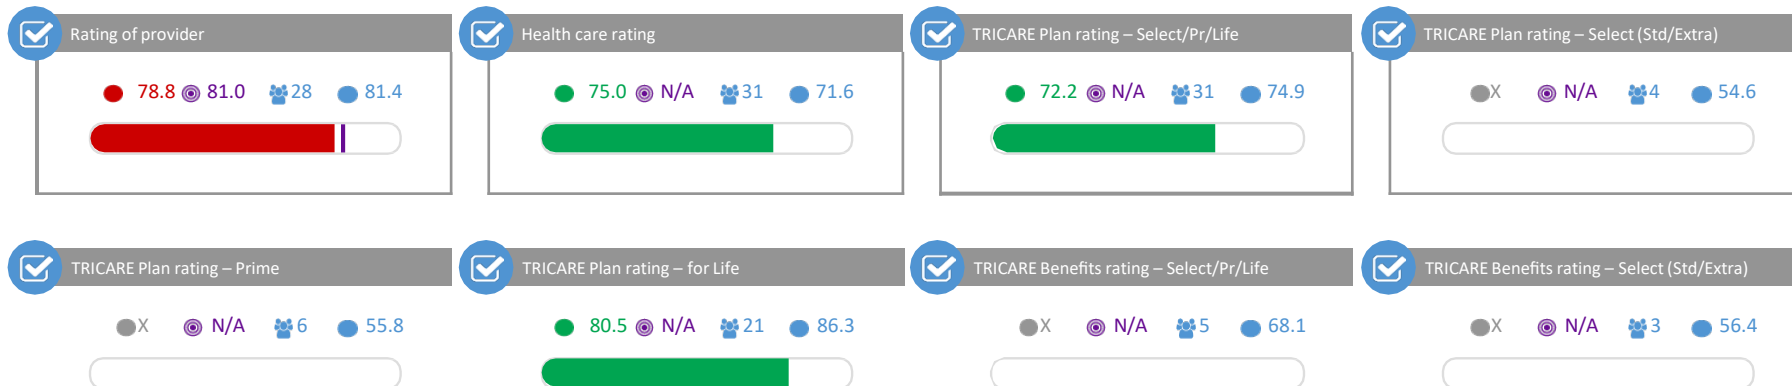 Rating of provider
78.8 81.0 28 81.4
Health care rating
75.0 N/A 31 71.6
TRICARE Plan rating – Select/Pr/Life
72.2 N/A 31 74.9
TRICARE Plan rating – Select (Std/Extra)
X N/A 4 54.6
TRICARE Plan rating – Prime
X N/A 6 55.8
TRICARE Plan rating – for Life
80.5 N/A 21 86.3
TRICARE Benefits rating – Select/Pr/Life
X N/A 5 68.1
TRICARE Benefits rating – Select (Std/Extra)
X N/A 3 56.4